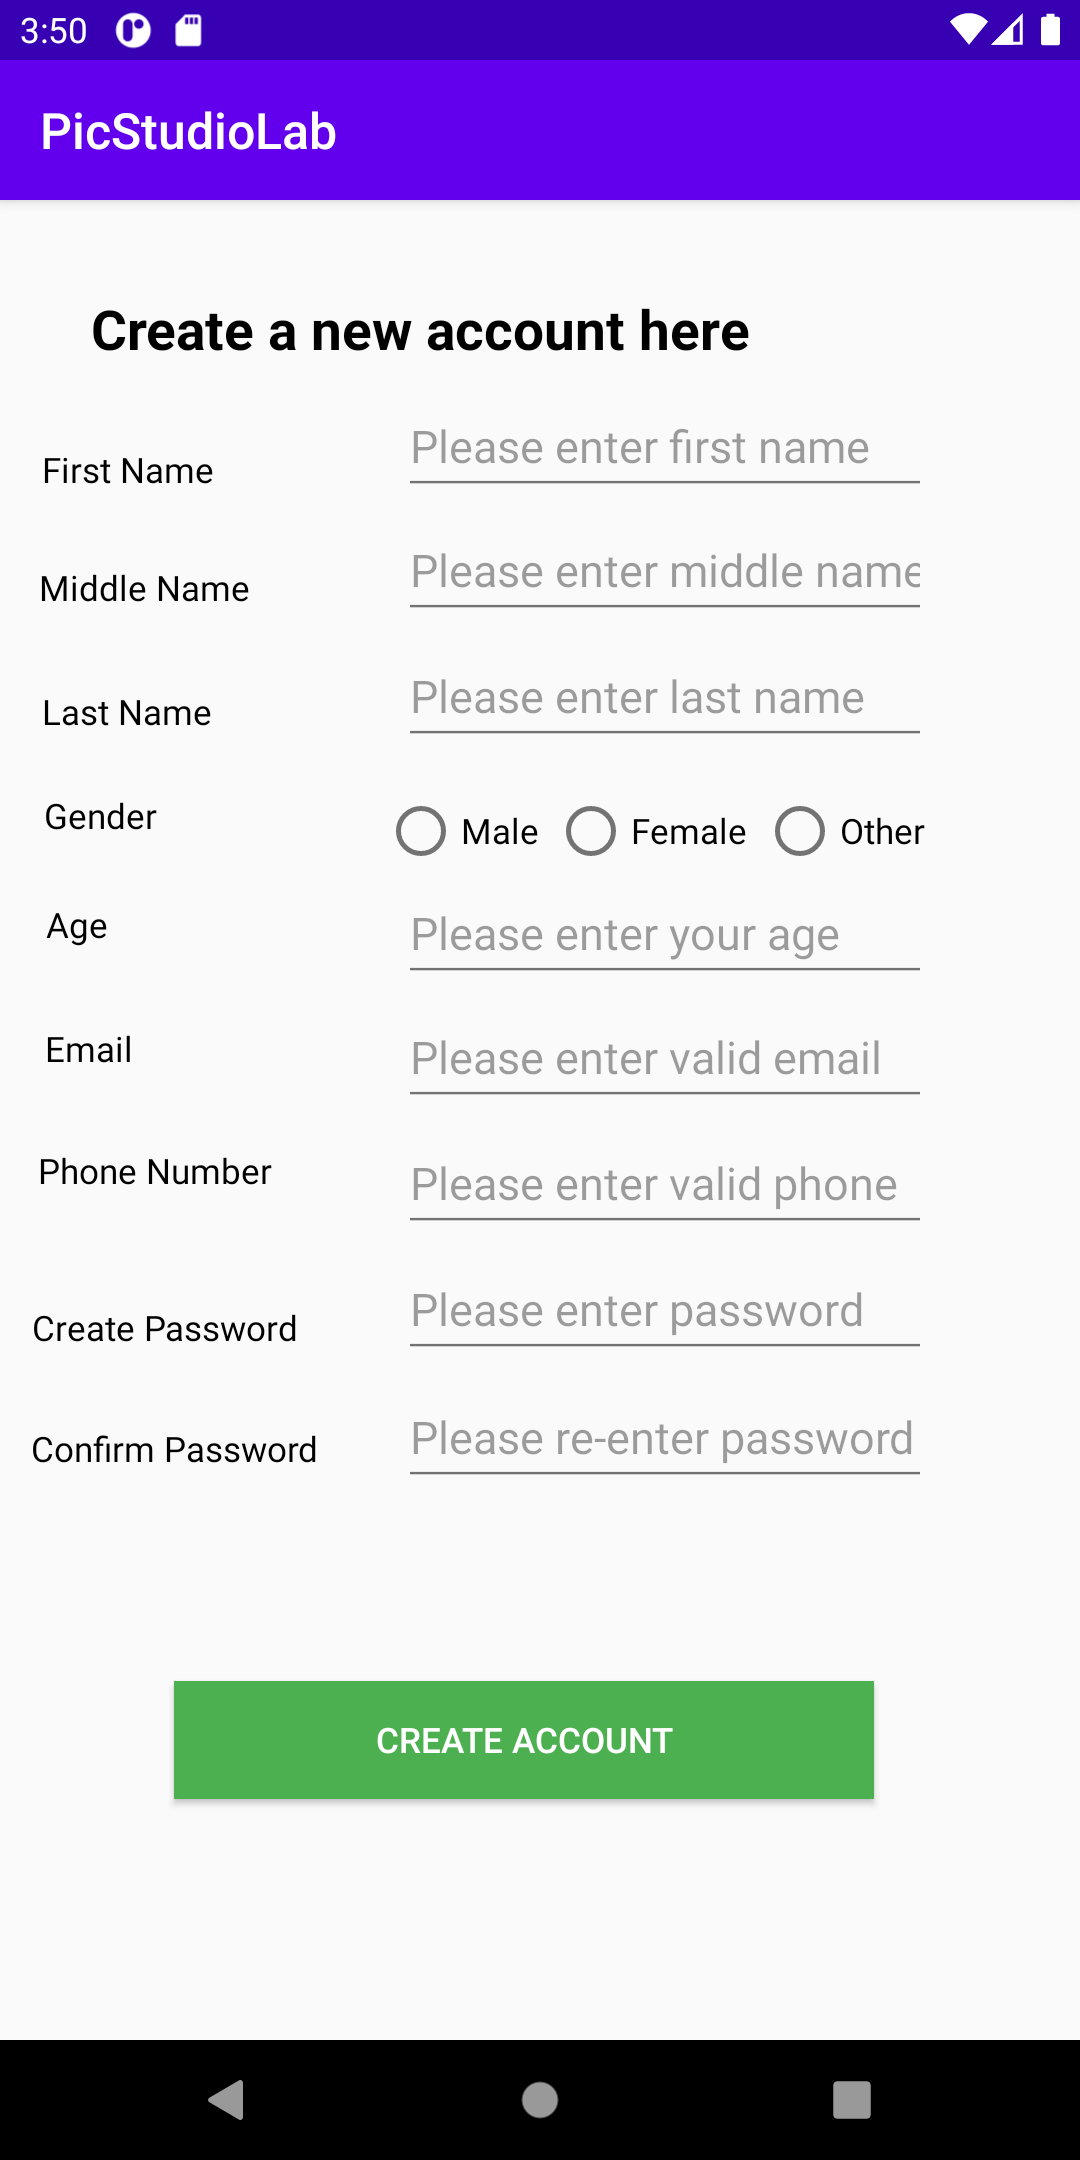 3:50
PicStudioLab
Create a new account here
First Name Please enter first name
Middle Name Please enter middle name
Last Name Please enter last name
Gender Male Female Other
Age Please enter your age
Email Please enter valid email
Phone Number Please enter valid phone
Create Password Please enter password
Confirm Password Please re-enter password
CREATE ACCOUNT